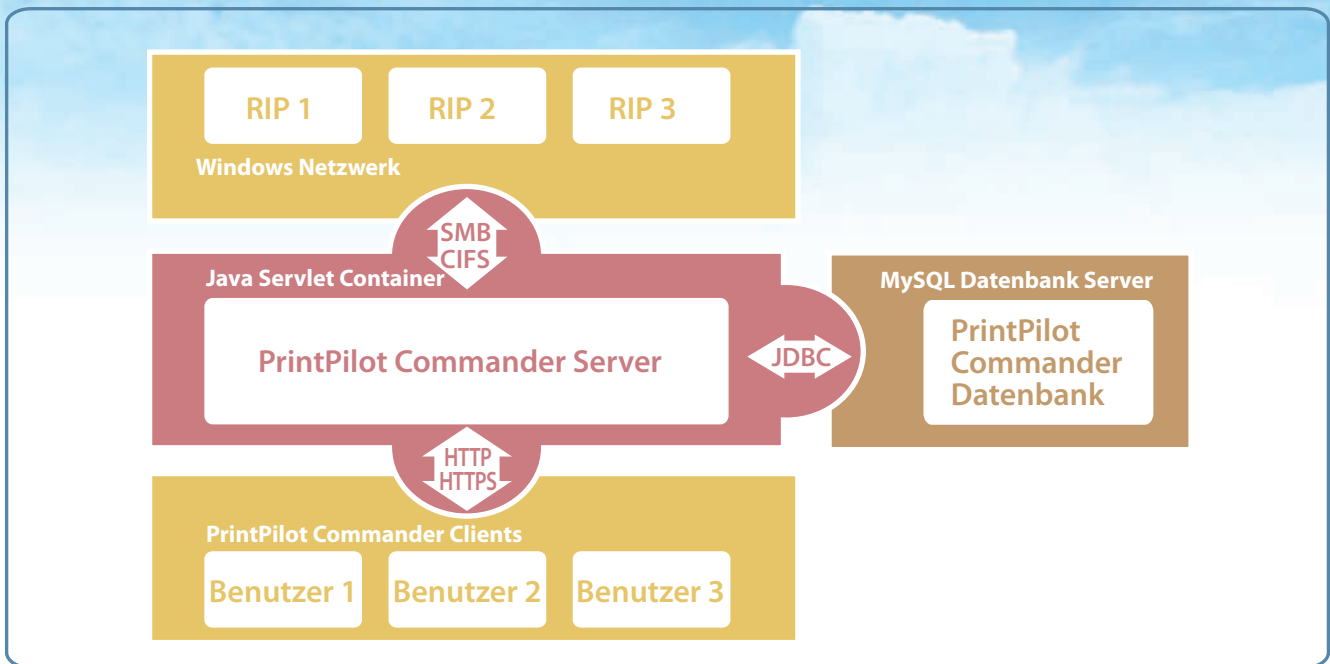 RIP 1
RIP 2
RIP 3
Windows Netzwerk
SMB
CIFS
Java Servlet Container
PrintPilot Commander Server
JDBC
MySQL Datenbank Server
PrintPilot
Commander
Datenbank
HTTP
HTTPS
PrintPilot Commander Clients
Benutzer 1
Benutzer 2
Benutzer 3